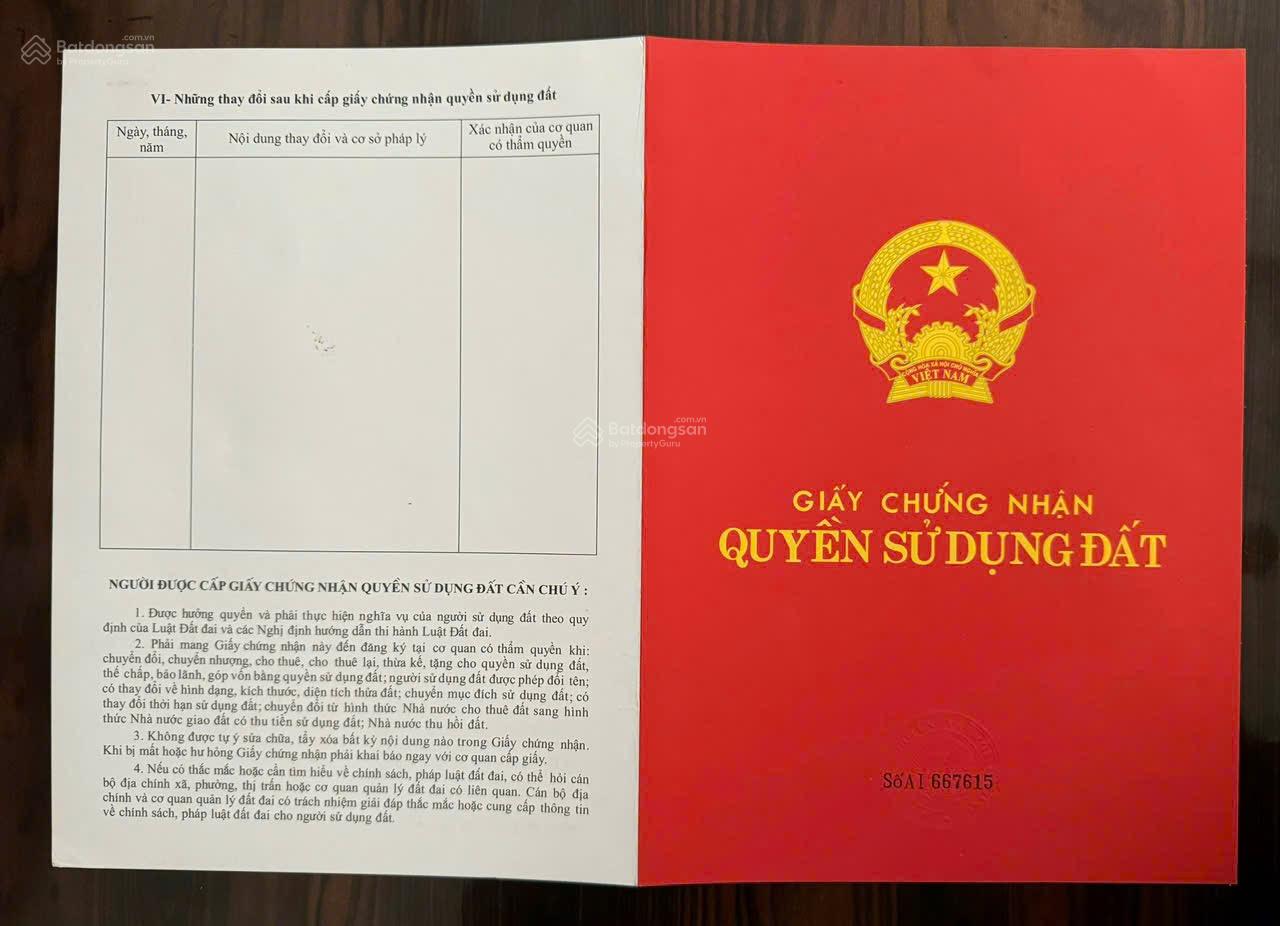 Batdongsan
.com.vn
by PropertyGuru
VI- Những thay đổi sau khi cấp giấy chứng nhận quyền sử dụng đất
Ngày, tháng,
năm
Nội dung thay đổi và cơ sở pháp lý
Xác nhận của cơ quan
có thẩm quyền
NGƯỜI ĐƯỢC CẤP GIẤY CHỨNG NHẬN QUYỀN SỬ DỤNG ĐẤT CẦN CHÚ Ý :
1. Được hưởng quyền và phải thực hiện nghĩa vụ của người sử dụng đất theo quy
định của Luật Đất đai và các Nghị định hướng dẫn thi hành Luật Đất đai.
2. Phải mang Giấy chứng nhận này đến đăng ký tại cơ quan có thẩm quyền khi:
chuyển đổi, chuyển nhượng, cho thuê, cho thuê lại, thừa kế, tặng cho quyền sử dụng đất,
thế chấp, bảo lãnh, góp vốn bằng quyền sử dụng đất; người sử dụng đất được phép đổi tên;
có thay đổi về hình dạng, kích thước, diện tích thửa đất; chuyển mục đích sử dụng đất; có
thay đổi thời hạn sử dụng đất; chuyển đổi từ hình thức Nhà nước cho thuê đất sang hình
thức Nhà nước giao đất có thu tiền sử dụng đất; Nhà nước thu hồi đất.
3. Không được tự ý sửa chữa, tẩy xóa bất kỳ nội dung nào trong Giấy chứng nhận.
Khi bị mất hoặc hư hỏng Giấy chứng nhận phải khai báo ngay với cơ quan cấp giấy.
4. Nếu có thắc mắc hoặc cần tìm hiểu về chính sách, pháp luật đất đai, có thể hỏi cán
bộ địa chính xã, phường, thị trấn hoặc cơ quan quản lý đất đai có liên quan. Cán bộ địa
chính và cơ quan quản lý đất đai có trách nhiệm giải đáp thắc mắc hoặc cung cấp thông tin
về chính sách, pháp luật đất đai cho người sử dụng đất.
Batdongsan
.com.vn
by PropertyGuru
CỘNG HÒA XÃ HỘI CHỦ NGHĨA
VIỆT NAM
GIẤY CHỨNG NHẬN
QUYỀN SỬ DỤNG ĐẤT
Số AI 667615